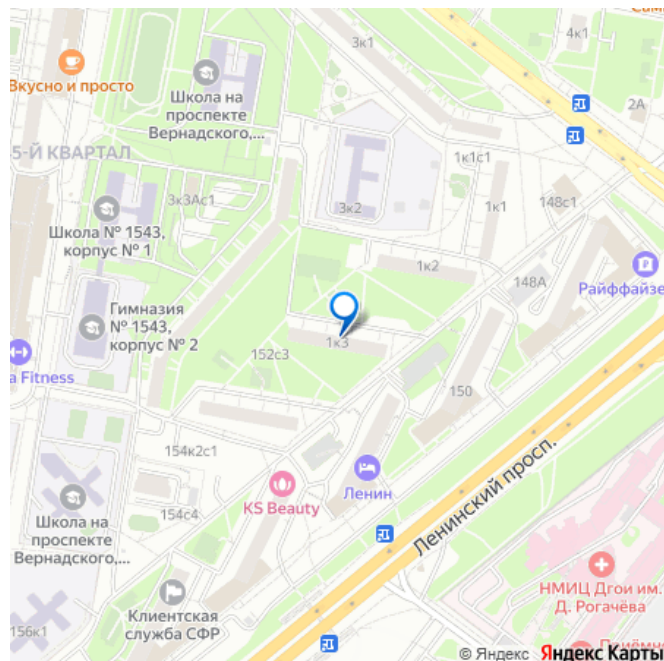 Сами
4к1
3к1
Вкусно и просто
2А
Школа на
проспекте
Вернадского,...
5-Й КВАРТАЛ
1к1с1
3к3Ас1
3к2
1к1
148с1
Школа № 1543,
корпус № 1
1к2
148А
Райффайзе
Гимназия
№ 1543,
корпус № 2
1к3
152с3
a Fitness
150
154к2с1
Ленинский просп.
Ленин
KS Beauty
154с4
Школа на
проспекте
Вернадского,...
НМИЦ Дгои им.
Д. Рогачёва
Клиентская
служба СФР
156к1
Приёмно
© Яндекс Яндекс Карты